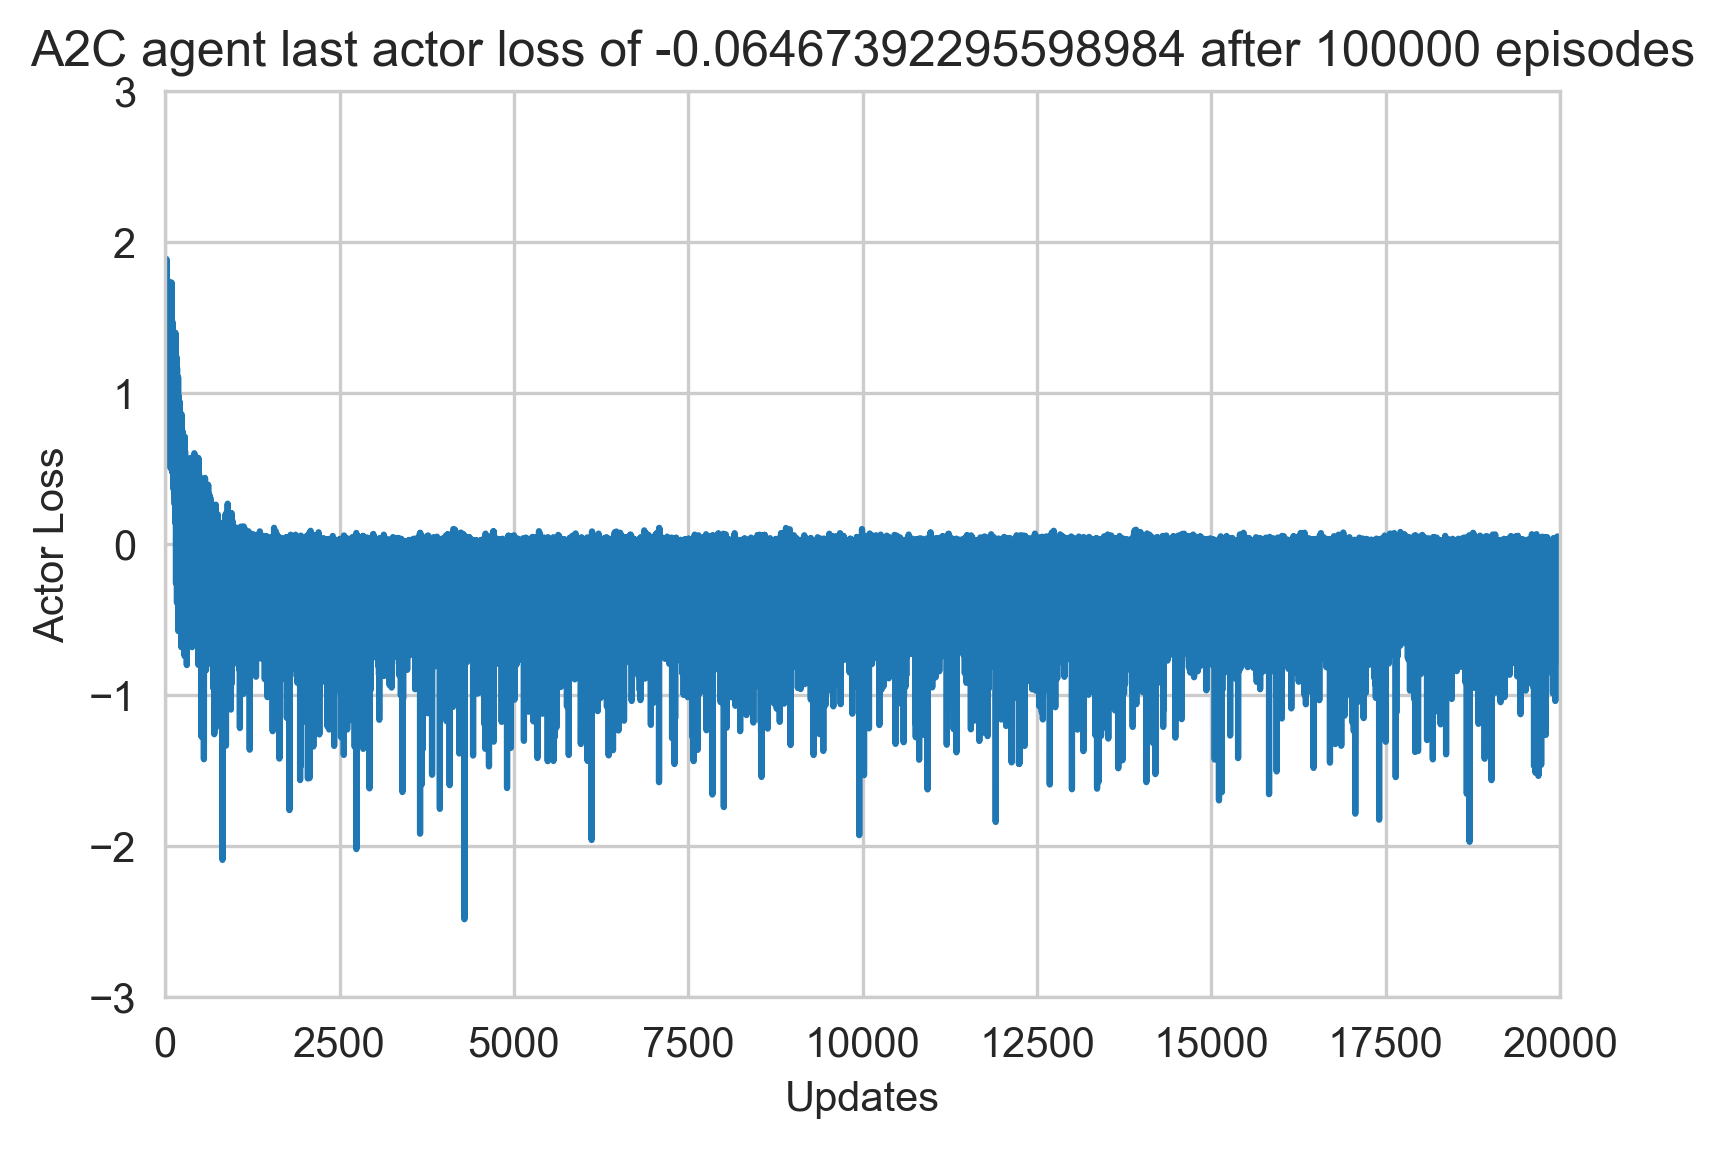 A2C agent last actor loss of -0.06467392295598984 after 100000 episodes
3
2
1
0
−1
−2
−3
Actor Loss
0 2500 5000 7500 10000 12500 15000 17500 20000
Updates